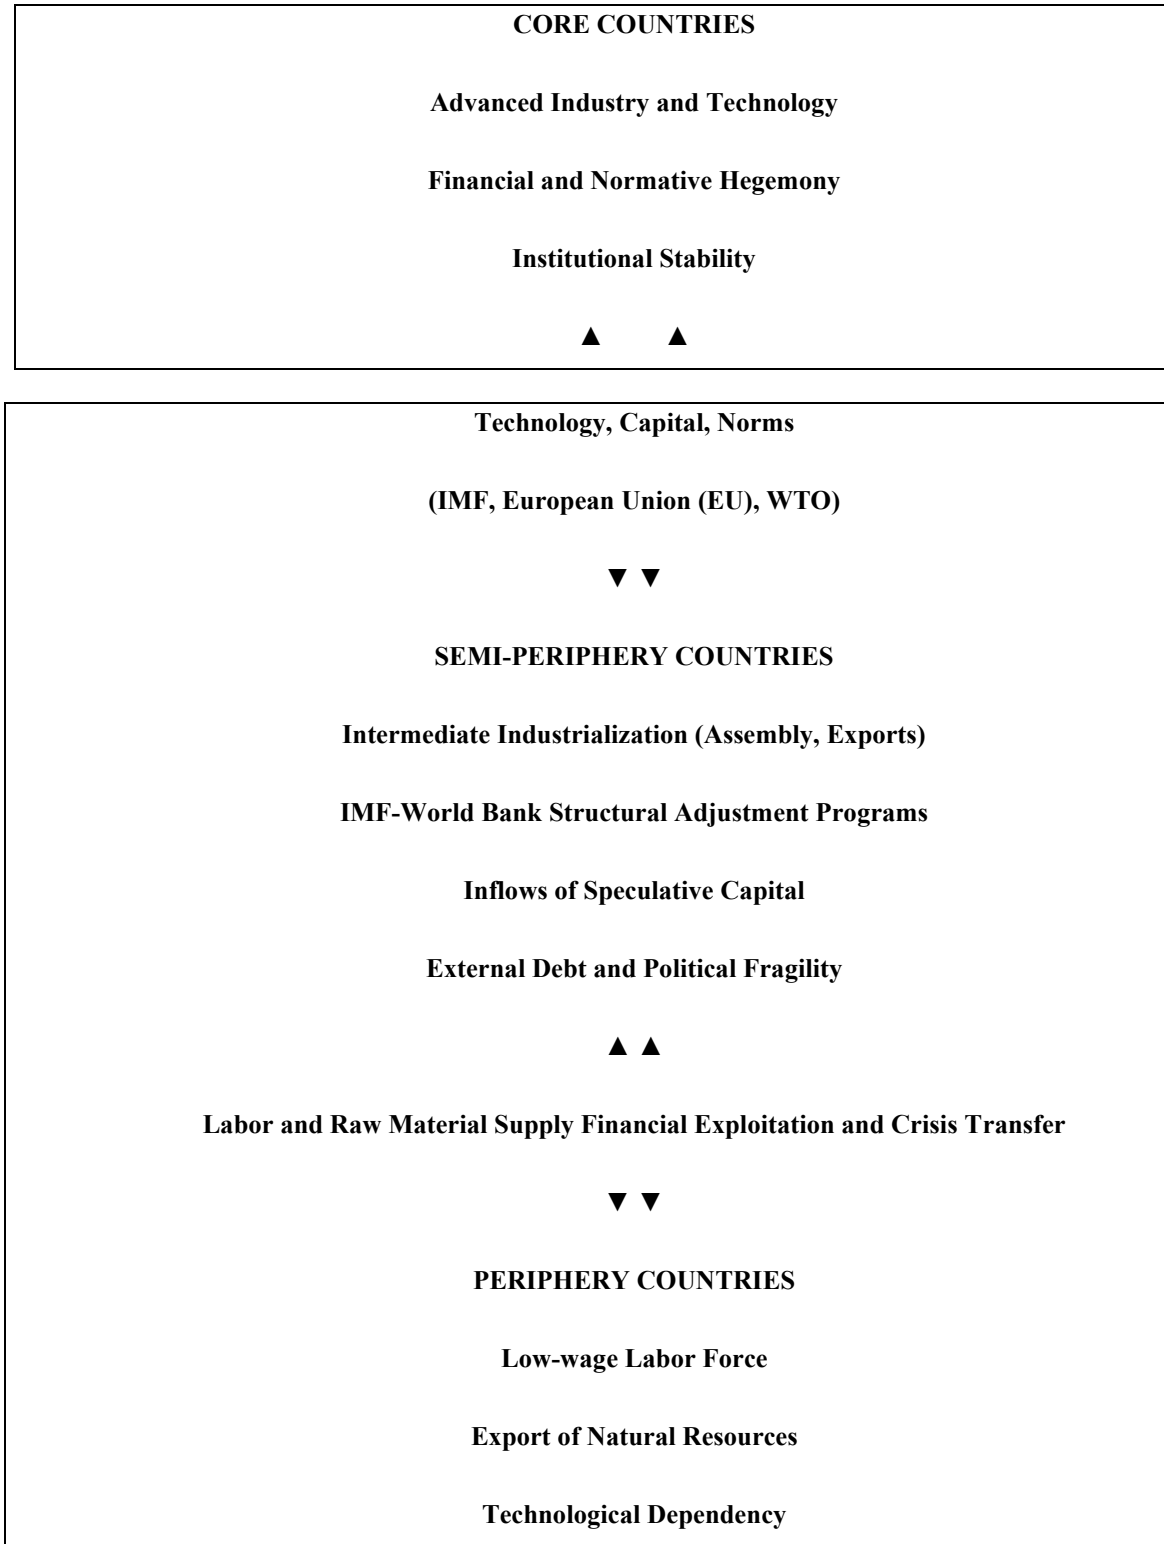 CORE COUNTRIES
Advanced Industry and Technology
Financial and Normative Hegemony
Institutional Stability
▲ ▲
Technology, Capital, Norms
(IMF, European Union (EU), WTO)
▼ ▼
SEMI-PERIPHERY COUNTRIES
Intermediate Industrialization (Assembly, Exports)
IMF-World Bank Structural Adjustment Programs
Inflows of Speculative Capital
External Debt and Political Fragility
▲ ▲
Labor and Raw Material Supply Financial Exploitation and Crisis Transfer
▼ ▼
PERIPHERY COUNTRIES
Low-wage Labor Force
Export of Natural Resources
Technological Dependency